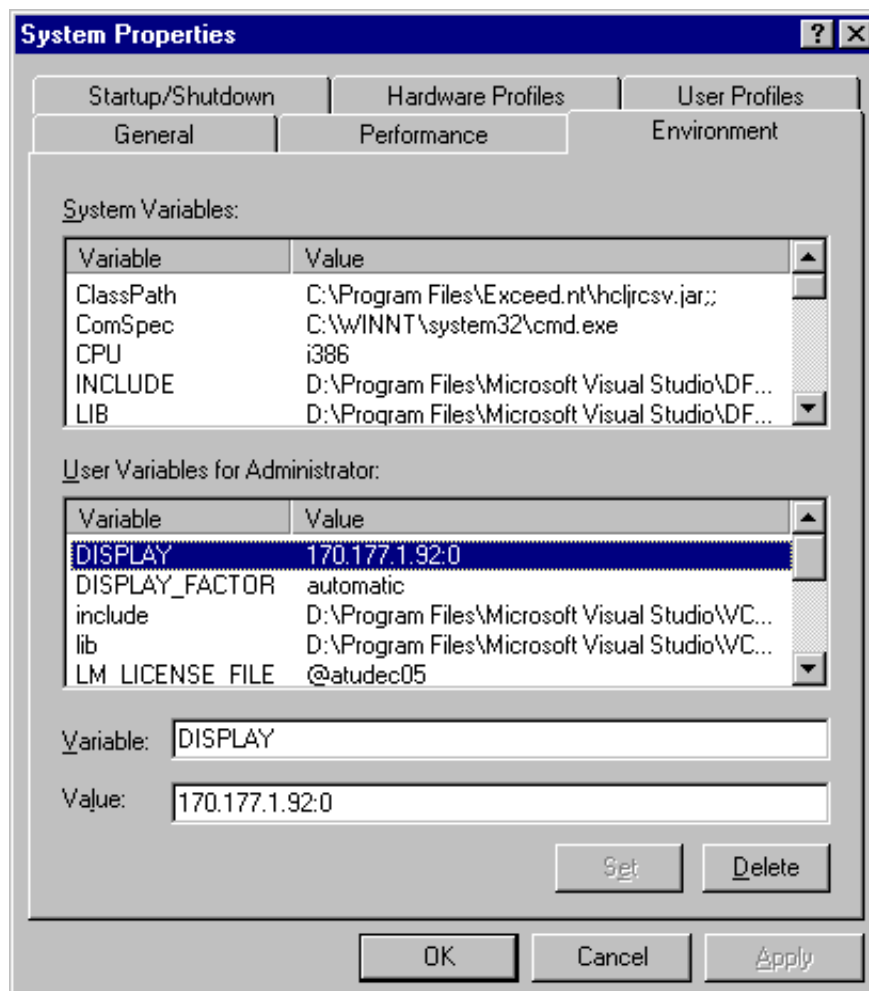 System Properties
Startup/Shutdown Hardware Profiles User Profiles
General Performance Environment
System Variables:
Variable Value
ClassPath C:\Program Files\Exceed.nt\hcljrcsv.jar;;
ComSpec C:\WINNT\system32\cmd.exe
CPU i386
INCLUDE D:\Program Files\Microsoft Visual Studio\DF...
LIB D:\Program Files\Microsoft Visual Studio\DF...
User Variables for Administrator:
Variable Value
DISPLAY 170.177.1.92:0
DISPLAY_FACTOR automatic
include D:\Program Files\Microsoft Visual Studio\VC...
lib D:\Program Files\Microsoft Visual Studio\VC...
LM_LICENSE_FILE @atudec05
Variable: DISPLAY
Value: 170.177.1.92:0
Set Delete
OK Cancel Apply